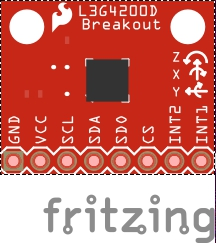 L3G4200D
Breakout
Z
X
Y
GND
VCC
SCL
SDA
SDO
CS
INT2
INT1
fritzing